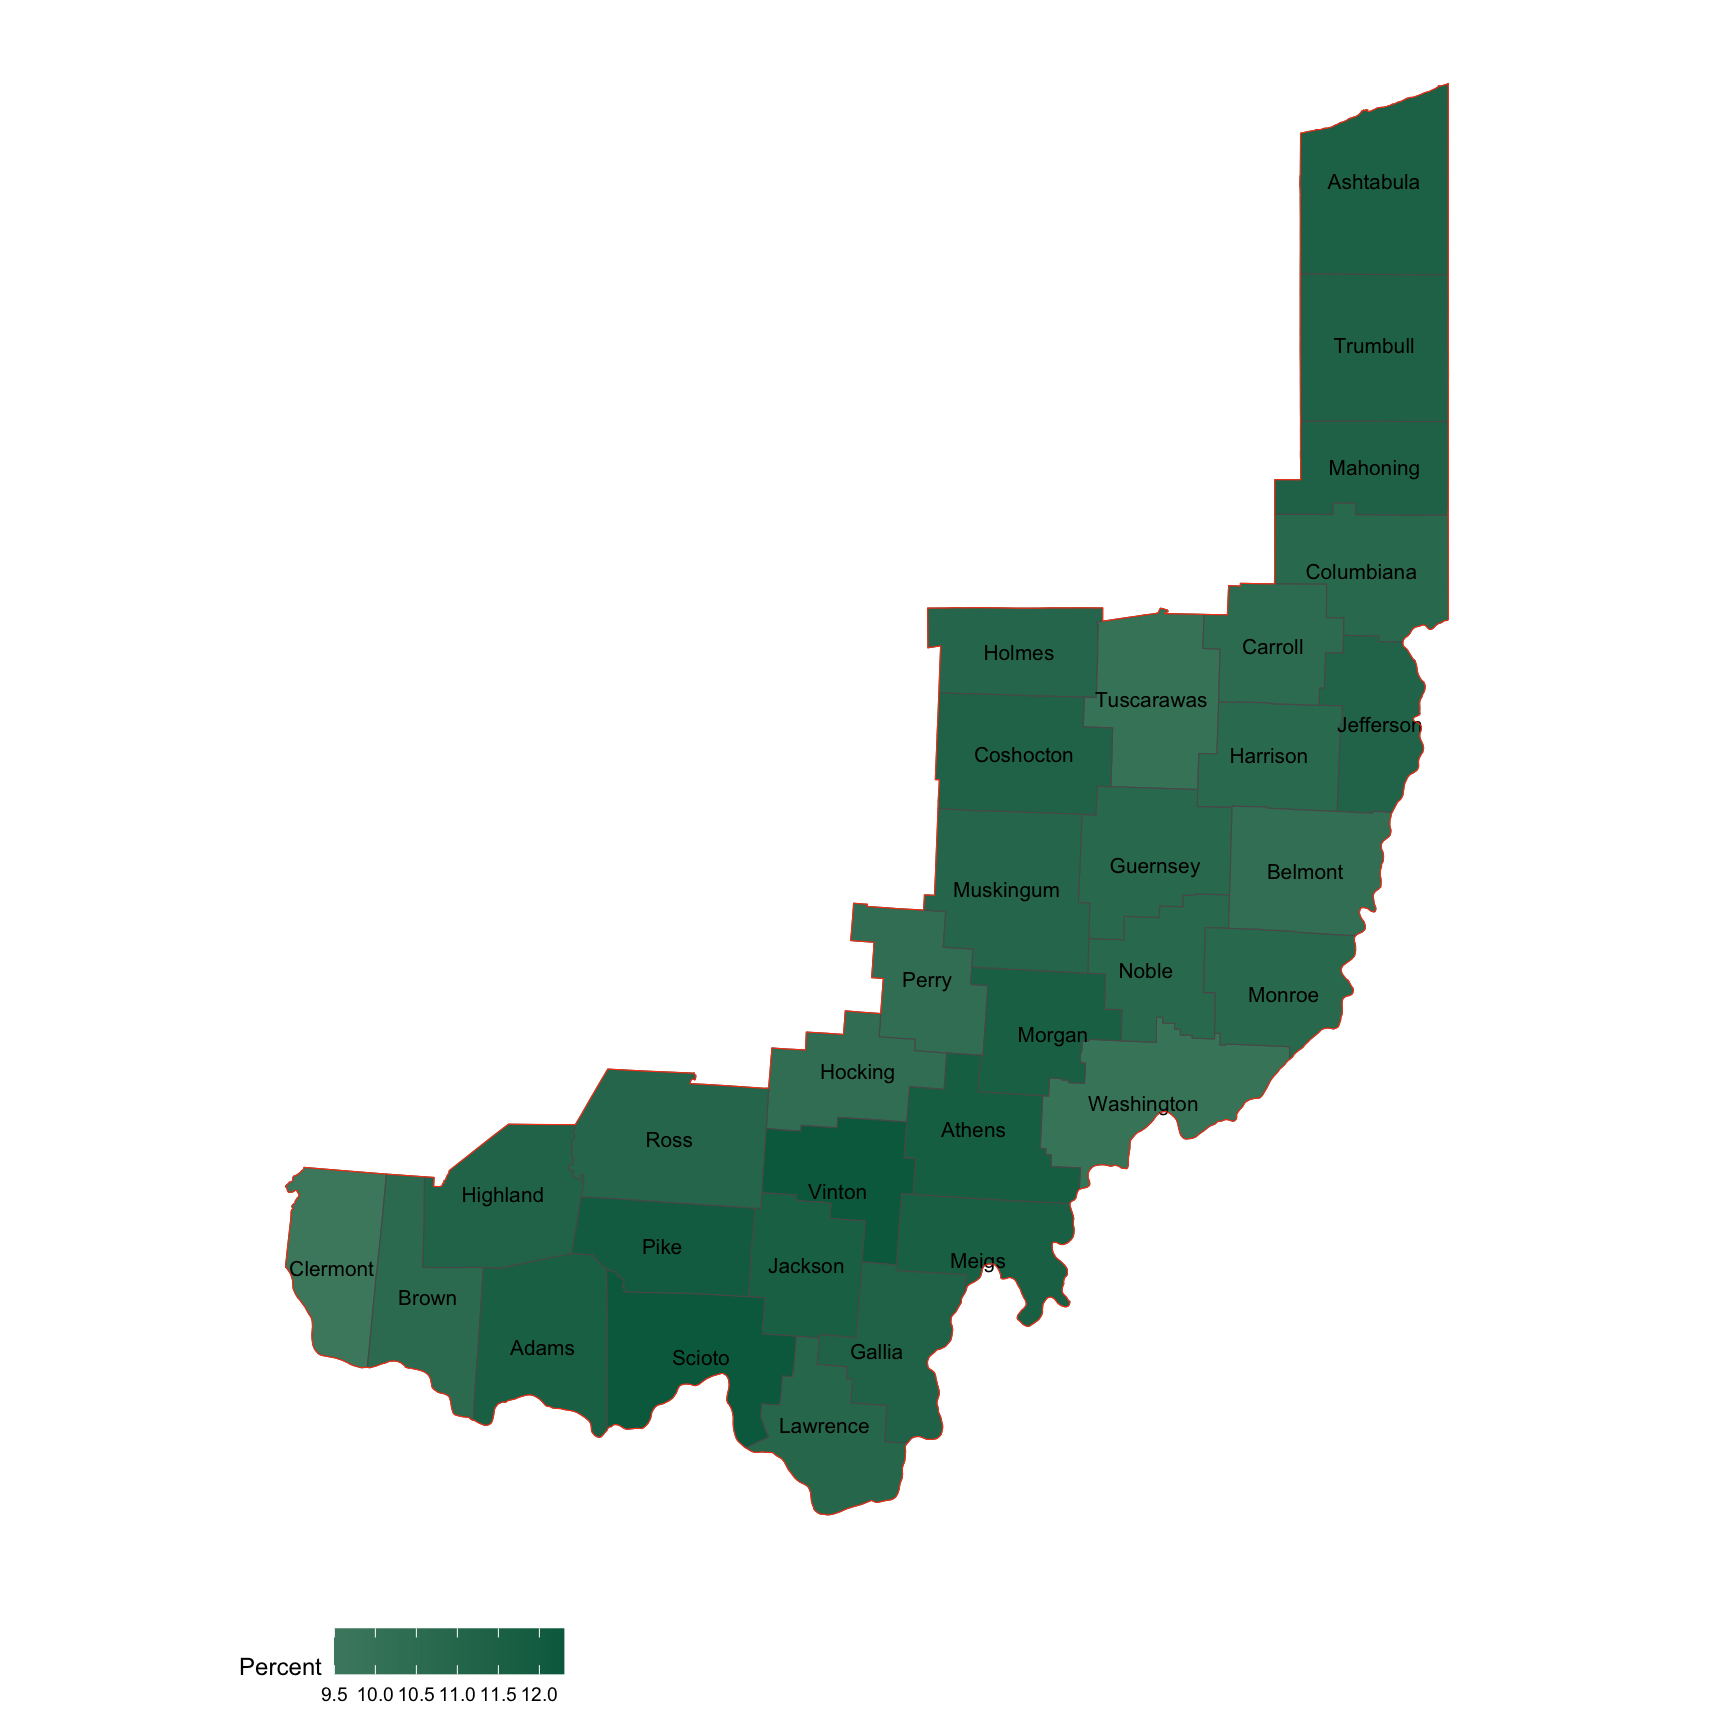 Ashtabula
Trumbull
Mahoning
Columbiana
Holmes
Carroll
Tuscarawas
Jefferson
Coshocton
Harrison
Guernsey
Belmont
Muskingum
Noble
Perry
Monroe
Morgan
Hocking
Washington
Athens
Ross
Vinton
Highland
Pike
Meigs
Jackson
Clermont
Brown
Adams
Gallia
Scioto
Lawrence
Percent
9.5 10.0 10.5 11.0 11.5 12.0